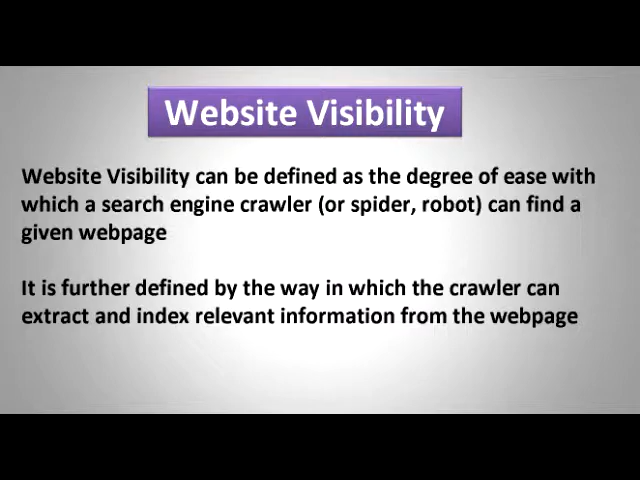 Website Visibility
Website Visibility can be defined as the degree of ease with
which a search engine crawler (or spider, robot) can find a
given webpage
It is further defined by the way in which the crawler can
extract and index relevant information from the webpage